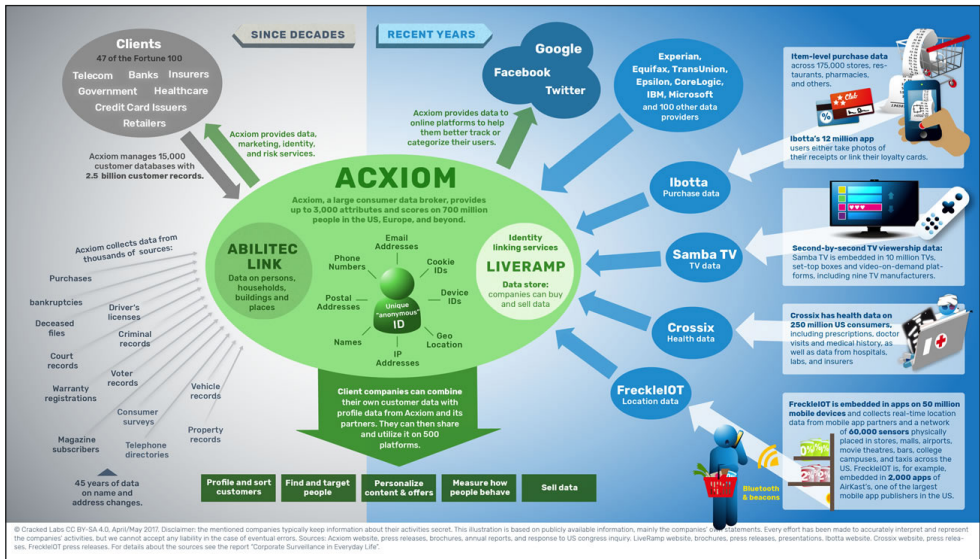 SINCE DECADES
RECENT YEARS
Clients
47 of the Fortune 100
Telecom Banks Insurers
Government Healthcare
Credit Card Issuers
Retailers
Acxiom manages 15,000
customer databases with
2.5 billion customer records.
Acxiom provides data,
marketing, identity,
and risk services.
Google
Facebook
Twitter
Acxiom provides data to
online platforms to help
them better track or
categorize their users.
Experian,
Equifax, TransUnion,
Epsilon, CoreLogic,
IBM, Microsoft
and 100 other data
providers
Item-level purchase data
across 175,000 stores, res-
taurants, pharmacies,
and others.
Club
%
Ibotta's 12 million app
users either take photos of
their receipts or link their loyalty cards.
ACXIOM
Acxiom, a large consumer data broker, provides
up to 3,000 attributes and scores on 700 million
people in the US, Europe, and beyond.
ABILITEC
LINK
Data on persons,
households,
buildings and
places
Email
Addresses
Phone
Numbers
Cookie
IDs
Postal
Addresses
Device
IDs
Unique
"anonymous"
ID
Names
Geo
Location
IP
Addresses
Identity
linking services
LIVERAMP
Data store:
companies can buy
and sell data
Ibotta
Purchase data
Samba TV
TV data
Crossix
Health data
FreckleIOT
Location data
Second-by-second TV viewership data:
Samba TV is embedded in 10 million TVs,
set-top boxes and video-on-demand plat-
forms, including nine TV manufacturers.
Crossix has health data on
250 million US consumers,
including prescriptions, doctor
visits and medical history, as
well as data from hospitals,
labs, and insurers
FreckleIOT is embedded in apps on 50 million
mobile devices and collects real-time location
data from mobile app partners and a network
of 60,000 sensors physically
placed in stores, malls, airports,
movie theatres, bars, college
campuses, and taxis across the
US. FreckleIOT is, for example,
embedded in 2,000 apps of
AirKast's, one of the largest
mobile app publishers in the US.
Bluetooth
& beacons
Acxiom collects data from
thousands of sources:
Purchases
bankruptcies
Deceased
files
Driver's
licenses
Criminal
records
Court
records
Voter
records
Warranty
registrations
Vehicle
records
Consumer
surveys
Property
records
Magazine
subscribers
Telephone
directories
45 years of data
on name and
address changes.
Client companies can combine
their own customer data with
profile data from Acxiom and its
partners. They can then share
and utilize it on 500
platforms.
Profile and sort
customers
Find and target
people
Personalize
content & offers
Measure how
people behave
Sell data
© Cracked Labs CC BY-SA 4.0, April/May 2017. Disclaimer: the mentioned companies typically keep information about their activities secret. This illustration is based on publicly available information, mainly the companies' own statements. Every effort has been made to accurately interpret and represent
the companies' activities, but we cannot accept any liability in the case of eventual errors. Sources: Acxiom website, press releases, brochures, annual reports, and response to US congress inquiry. LiveRamp website, brochures, press releases, presentations. Ibotta website. Crossix website, press relea-
ses. FreckleIOT press releases. For details about the sources see the report "Corporate Surveillance in Everyday Life".